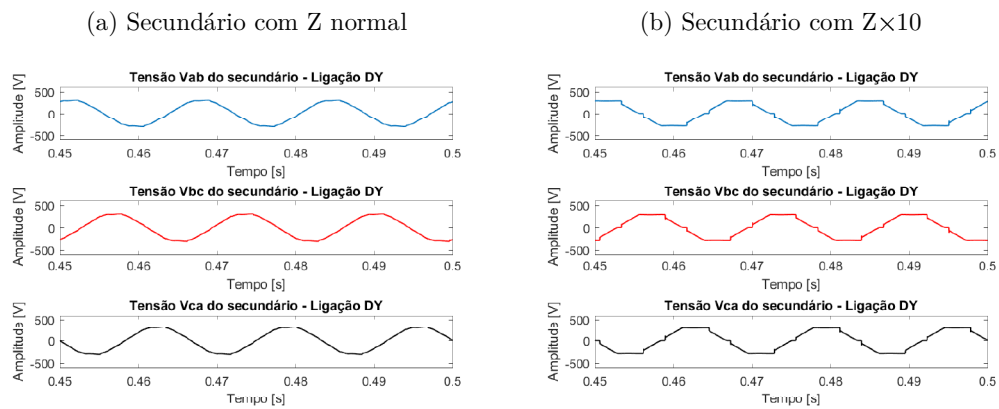 (a) Secundário com Z normal
Tensão Vab do secundário - Ligação DY
Amplitude [V]
500
0
-500
0.45 0.46 0.47 0.48 0.49 0.5
Tempo [s]
Tensão Vbc do secundário - Ligação DY
Amplitude [V]
500
0
-500
0.45 0.46 0.47 0.48 0.49 0.5
Tempo [s]
Tensão Vca do secundário - Ligação DY
Amplitude [V]
500
0
-500
0.45 0.46 0.47 0.48 0.49 0.5
Tempo [s]
(b) Secundário com Z×10
Tensão Vab do secundário - Ligação DY
Amplitude [V]
500
0
-500
0.45 0.46 0.47 0.48 0.49 0.5
Tempo [s]
Tensão Vbc do secundário - Ligação DY
Amplitude [V]
500
0
-500
0.45 0.46 0.47 0.48 0.49 0.5
Tempo [s]
Tensão Vca do secundário - Ligação DY
Amplitude [V]
500
0
-500
0.45 0.46 0.47 0.48 0.49 0.5
Tempo [s]